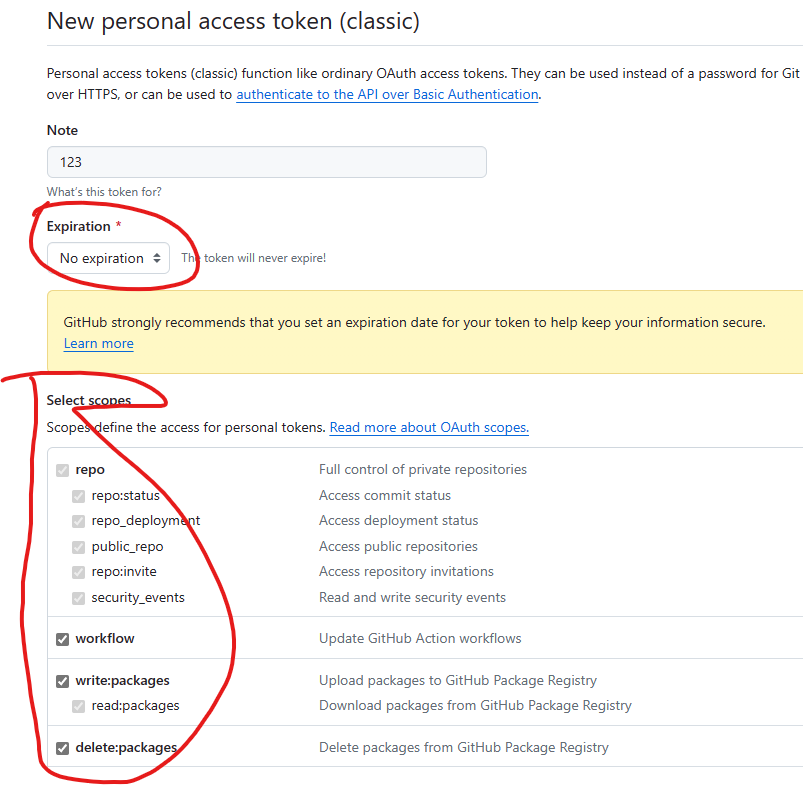 New personal access token (classic)
Personal access tokens (classic) function like ordinary OAuth access tokens. They can be used instead of a password for Git
over HTTPS, or can be used to authenticate to the API over Basic Authentication.
Note
123
What's this token for?
Expiration *
No expiration The token will never expire!
GitHub strongly recommends that you set an expiration date for your token to help keep your information secure.
Learn more
Select scopes
Scopes define the access for personal tokens. Read more about OAuth scopes.
repo Full control of private repositories
repo:status Access commit status
repo_deployment Access deployment status
public_repo Access public repositories
repo:invite Access repository invitations
security_events Read and write security events
workflow Update GitHub Action workflows
write:packages Upload packages to GitHub Package Registry
read:packages Download packages from GitHub Package Registry
delete:packages Delete packages from GitHub Package Registry